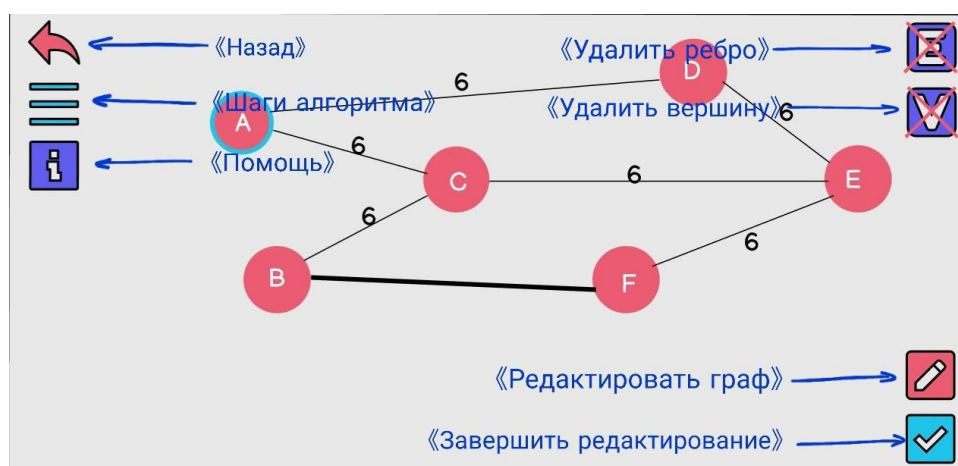 《Назад》
《Удалить ребро》
E
D
6
《Шаги алгоритма》
《Удалить вершину》
V
6
A
6
i
《Помощь》
C
6
E
6
6
B
F
《Редактировать граф》
《Завершить редактирование》